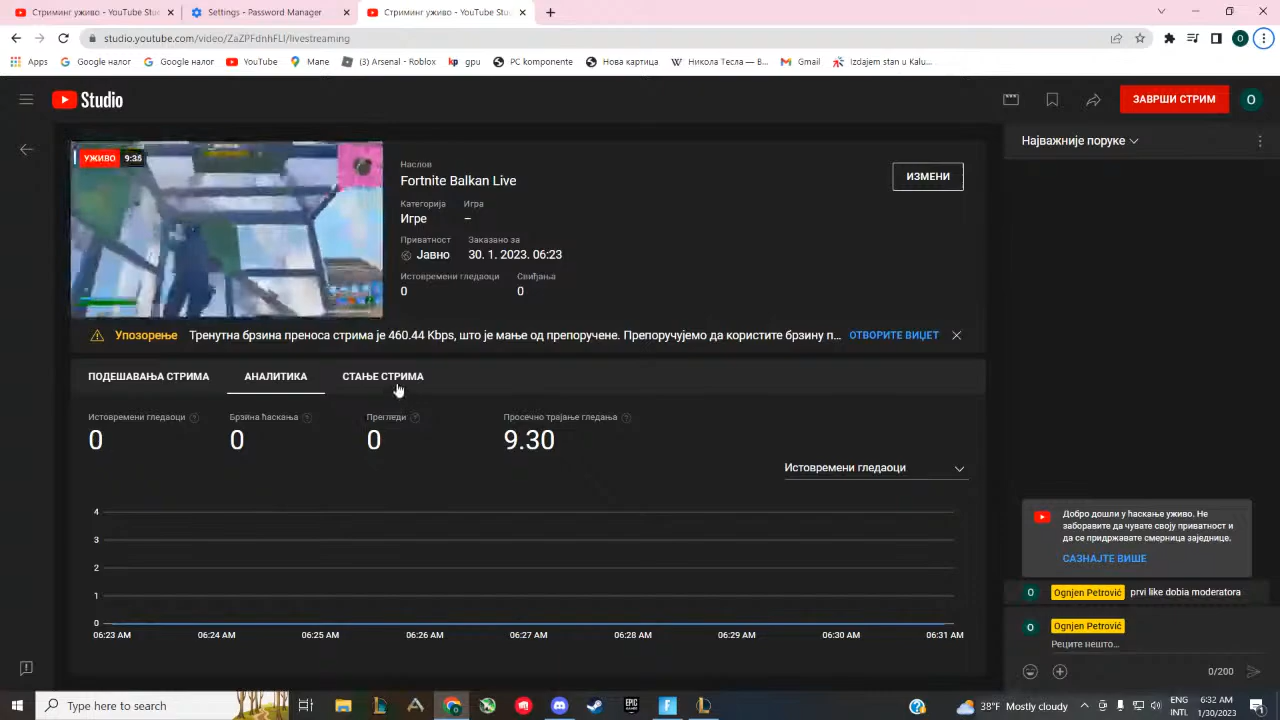 Стриминг уживо - YouTube Stu
Settings - Password Manager
Стриминг уживо - YouTube Stu
studio.youtube.com/video/ZaZPFdnhFLI/livestreaming
Apps
Google налог
Google налог
YouTube
Mane
(3) Arsenal - Roblox
kp gpu
PC komponente
Нова картица
Никола Тесла — В...
Gmail
Izdajem stan u Kalu...
Studio
ЗАВРШИ СТРИМ
O
УЖИВО 9:35
Наслов
Fortnite Balkan Live
ИЗМЕНИ
Категорија Игра
Игре –
Приватност Заказано за
Јавно 30. 1. 2023. 06:23
Истовремени гледаоци Свиђања
0 0
Најважније поруке
Упозорење Тренутна брзина преноса стрима је 460.44 Kbps, што је мање од препоручене. Препоручујемо да користите брзину п... ОТВОРИТЕ ВИЏЕТ
ПОДЕШАВАЊА СТРИМА АНАЛИТИКА СТАЊЕ СТРИМА
Истовремени гледаоци Брзина ћаскања Прегледи Просечно трајање гледања
0 0 0 9.30
Истовремени гледаоци
4
3
2
1
0
06:23 AM 06:24 AM 06:25 AM 06:26 AM 06:27 AM 06:28 AM 06:29 AM 06:30 AM 06:31 AM
Добро дошли у ћаскање уживо. Не
заборавите да чувате своју приватност и
да се придржавате смерница заједнице.
САЗНАЈТЕ ВИШЕ
O Ognjen Petrović prvi like dobia moderatora
O Ognjen Petrović
Реците нешто...
0/200
Type here to search
38°F Mostly cloudy
ENG
INTL
6:32 AM
1/30/2023
1